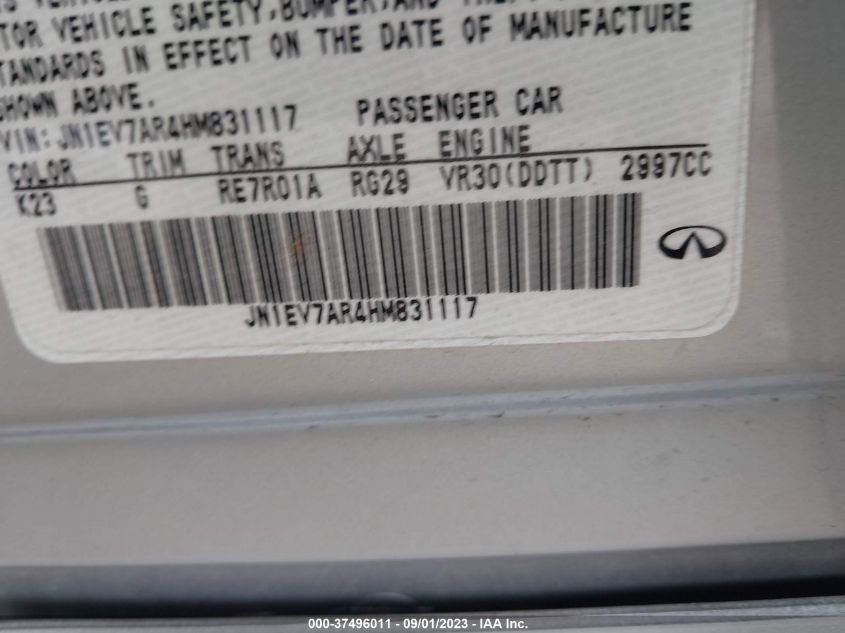 TOR VEHICLE SAFETY, BUMPER, AND
STANDARDS IN EFFECT ON THE DATE OF MANUFACTURE
SHOWN ABOVE.
VIN: JN1EV7AR4HM831117 PASSENGER CAR
COLOR TRIM TRANS AXLE ENGINE
K23 G RE7R01A RG29 VR30(DDTT) 2997CC
JN1EV7AR4HM831117
000-37496011 - 09/01/2023 - IAA Inc.